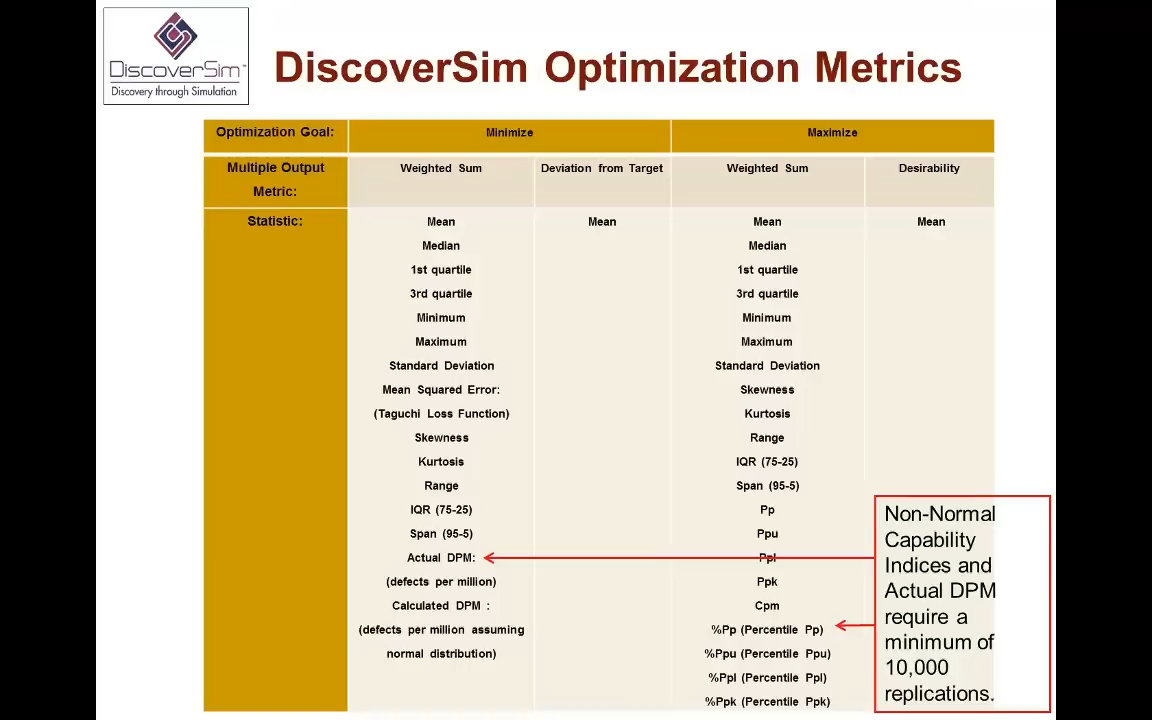 DiscoverSim™
Discovery through Simulation
DiscoverSim Optimization Metrics
Optimization Goal:
Minimize
Maximize
Multiple Output
Metric:
Weighted Sum
Deviation from Target
Weighted Sum
Desirability
Statistic:
Mean
Median
1st quartile
3rd quartile
Minimum
Maximum
Standard Deviation
Mean Squared Error:
(Taguchi Loss Function)
Skewness
Kurtosis
Range
IQR (75-25)
Span (95-5)
Actual DPM:
(defects per million)
Calculated DPM :
(defects per million assuming
normal distribution)
Mean
Mean
Median
1st quartile
3rd quartile
Minimum
Maximum
Standard Deviation
Skewness
Kurtosis
Range
IQR (75-25)
Span (95-5)
Pp
Ppu
Ppl
Ppk
Cpm
%Pp (Percentile Pp)
%Ppu (Percentile Ppu)
%Ppl (Percentile Ppl)
%Ppk (Percentile Ppk)
Mean
Non-Normal
Capability
Indices and
Actual DPM
require a
minimum of
10,000
replications.